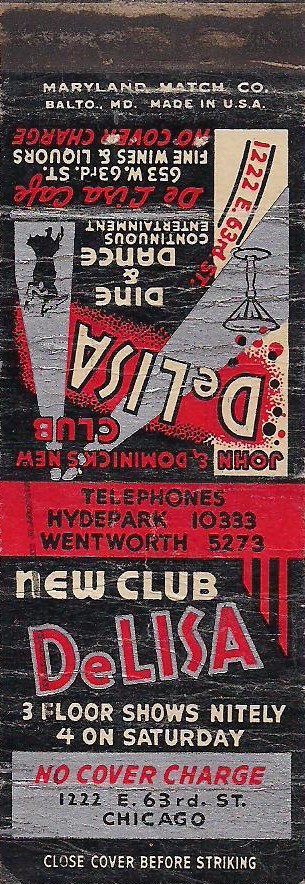 MARYLAND MATCH CO.
BALTO., MD. MADE IN U.S.A.
JOHN & DOMINICK'S NEW
CLUB
DeLISA
DINE
&
DANCE
CONTINUOUS
ENTERTAINMENT
1222 E. 63rd ST.
De Lisa Cafe
653 W. 63rd. ST.
FINE WINES & LIQUORS
NO COVER CHARGE
TELEPHONES
HYDEPARK 10333
WENTWORTH 5273
NEW CLUB
DeLISA
3 FLOOR SHOWS NITELY
4 ON SATURDAY
NO COVER CHARGE
1222 E. 63rd. ST.
CHICAGO
CLOSE COVER BEFORE STRIKING